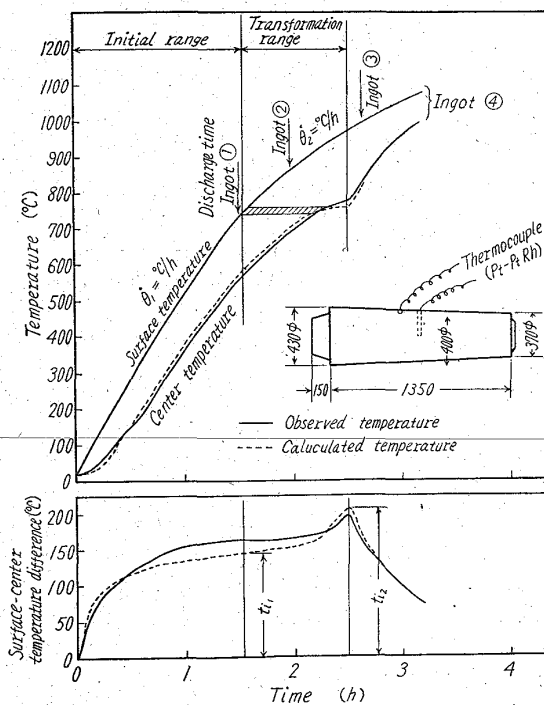 Initial range
Transformation
range
1200
1100
1000
900
800
700
600
500
400
300
200
100
0
Temperature (°C)
Discharge time
Ingot ①
Ingot ②
Ingot ③
Ingot ④
θ̇₁ = °C/h
θ̇₂ = °C/h
Surface temperature
Center temperature
Thermocouple
(Pt-Pt Rh)
430φ
400φ
370φ
150
1350
Observed temperature
Caluculated temperature
Surface-center
temperature difference (°C)
200
150
100
50
0
ti₁
ti₂
0
1
2
3
4
Time (h)